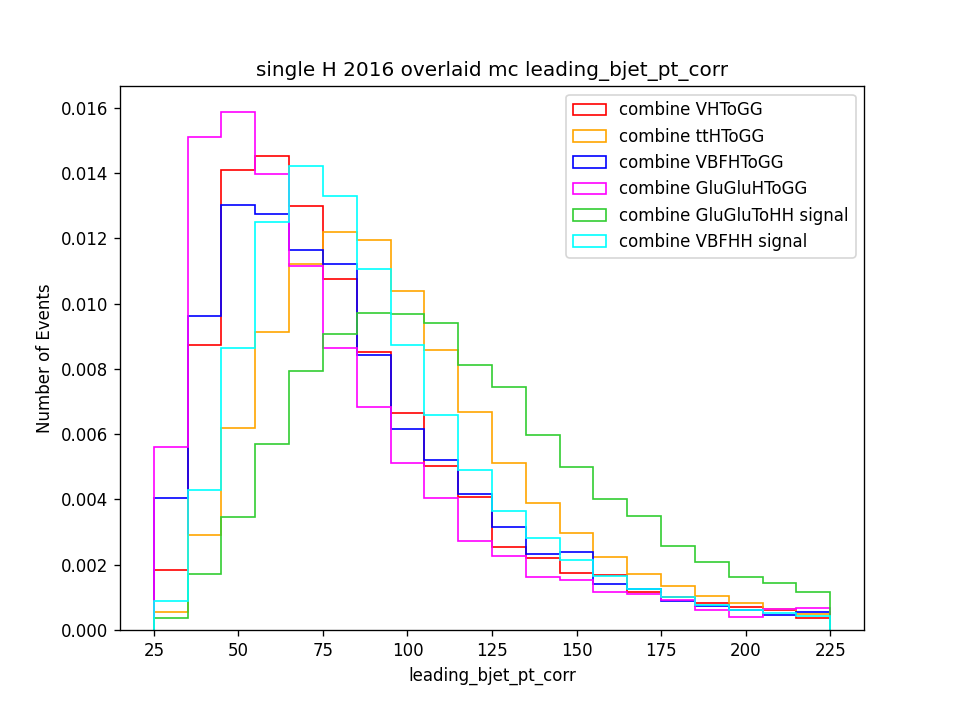 single H 2016 overlaid mc leading_bjet_pt_corr
combine VHToGG
combine ttHToGG
combine VBFHToGG
combine GluGluHToGG
combine GluGluToHH signal
combine VBFHH signal
0.016
0.014
0.012
0.010
0.008
0.006
0.004
0.002
0.000
Number of Events
25 50 75 100 125 150 175 200 225
leading_bjet_pt_corr